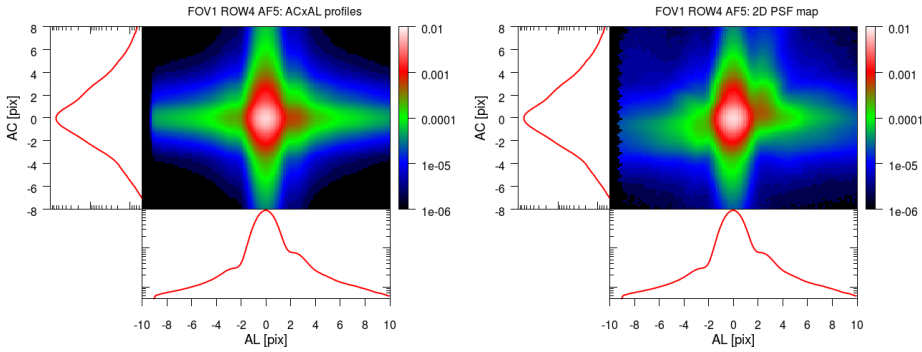 FOV1 ROW4 AF5: ACxAL profiles
8
6
4
2
0
-2
-4
-6
-8
AC [pix]
0.01
0.001
0.0001
1e-05
1e-06
-10 -8 -6 -4 -2 0 2 4 6 8 10
AL [pix]
FOV1 ROW4 AF5: 2D PSF map
8
6
4
2
0
-2
-4
-6
-8
AC [pix]
0.01
0.001
0.0001
1e-05
1e-06
-10 -8 -6 -4 -2 0 2 4 6 8 10
AL [pix]